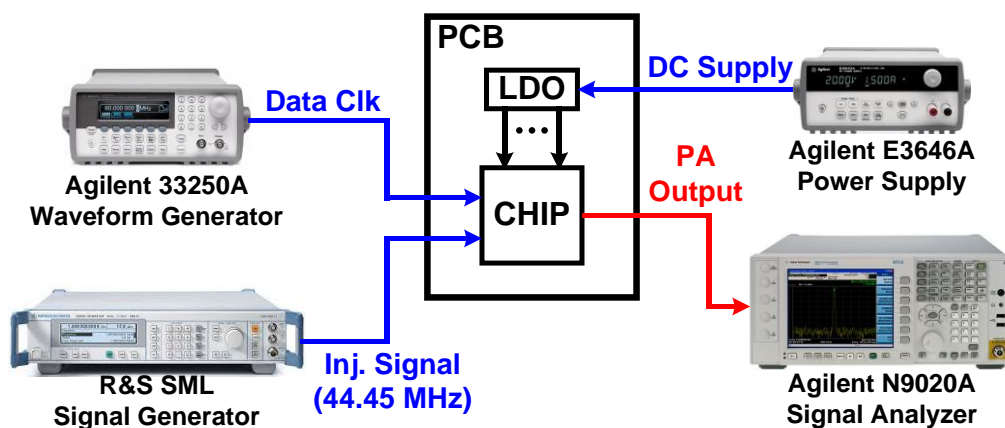 PCB
LDO
CHIP
Data Clk
DC Supply
PA
Output
Inj. Signal
(44.45 MHz)
Agilent 33250A
Waveform Generator
Agilent E3646A
Power Supply
R&S SML
Signal Generator
Agilent N9020A
Signal Analyzer